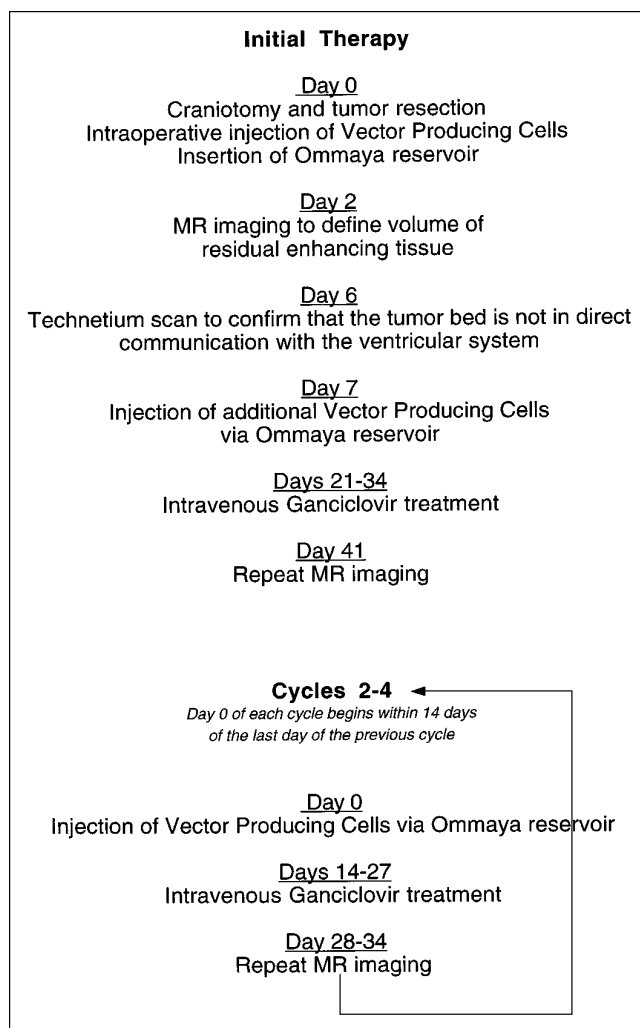 Initial Therapy
Day 0
Craniotomy and tumor resection
Intraoperative injection of Vector Producing Cells
Insertion of Ommaya reservoir
Day 2
MR imaging to define volume of
residual enhancing tissue
Day 6
Technetium scan to confirm that the tumor bed is not in direct
communication with the ventricular system
Day 7
Injection of additional Vector Producing Cells
via Ommaya reservoir
Days 21-34
Intravenous Ganciclovir treatment
Day 41
Repeat MR imaging
Cycles 2-4
Day 0 of each cycle begins within 14 days
of the last day of the previous cycle
Day 0
Injection of Vector Producing Cells via Ommaya reservoir
Days 14-27
Intravenous Ganciclovir treatment
Day 28-34
Repeat MR imaging